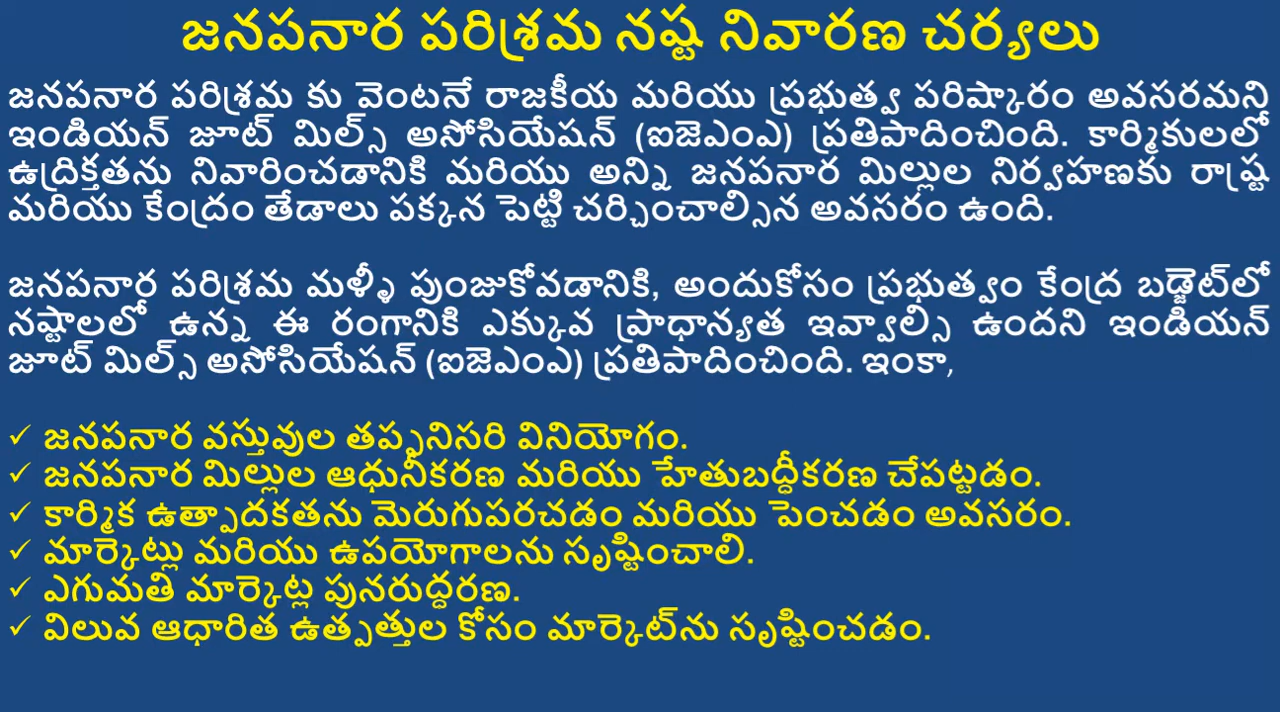 జనపనార పరిశ్రమ నష్ట నివారణ చర్యలు
జనపనార పరిశ్రమ కు వెంటనే రాజకీయ మరియు ప్రభుత్వ పరిష్కారం అవసరమని
ఇండియన్ జూట్ మిల్స్ అసోసియేషన్ (ఐజెఎంఎ) ప్రతిపాదించింది. కార్మికులలో
ఉద్రిక్తతను నివారించడానికి మరియు అన్ని జనపనార మిల్లుల నిర్వహణకు రాష్ట్ర
మరియు కేంద్రం తేడాలు పక్కన పెట్టి చర్చించాల్సిన అవసరం ఉంది.
జనపనార పరిశ్రమ మళ్ళీ పుంజుకోవడానికి, అందుకోసం ప్రభుత్వం కేంద్ర బడ్జెట్‌లో
నష్టాలలో ఉన్న ఈ రంగానికి ఎక్కువ ప్రాధాన్యత ఇవ్వాల్సి ఉందని ఇండియన్
జూట్ మిల్స్ అసోసియేషన్ (ఐజెఎంఎ) ప్రతిపాదించింది. ఇంకా,
✓ జనపనార వస్తువుల తప్పనిసరి వినియోగం.
✓ జనపనార మిల్లుల ఆధునీకరణ మరియు హేతుబద్ధీకరణ చేపట్టడం.
✓ కార్మిక ఉత్పాదకతను మెరుగుపరచడం మరియు పెంచడం అవసరం.
✓ మార్కెట్లు మరియు ఉపయోగాలను సృష్టించాలి.
✓ ఎగుమతి మార్కెట్ల పునరుద్ధరణ.
✓ విలువ ఆధారిత ఉత్పత్తుల కోసం మార్కెట్‌ను సృష్టించడం.